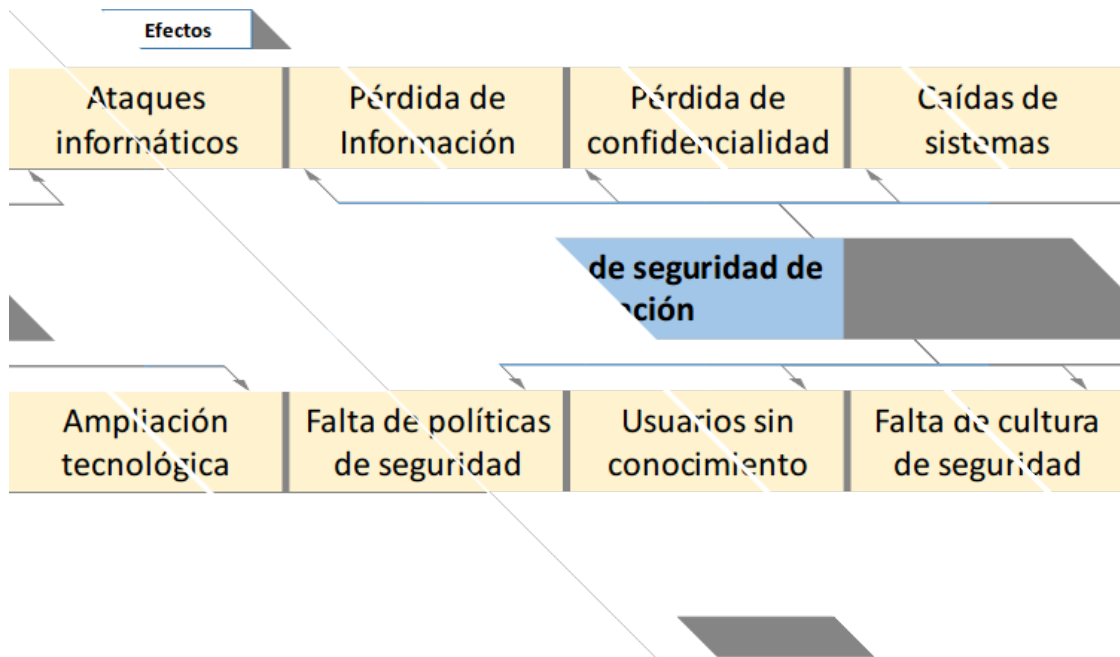 Efectos
Ataques
informáticos
Pérdida de
Información
Pérdida de
confidencialidad
Caídas de
sistemas
de seguridad de
Ampliación
tecnológica
Falta de políticas
de seguridad
Usuarios sin
conocimiento
Falta de cultura
de seguridad